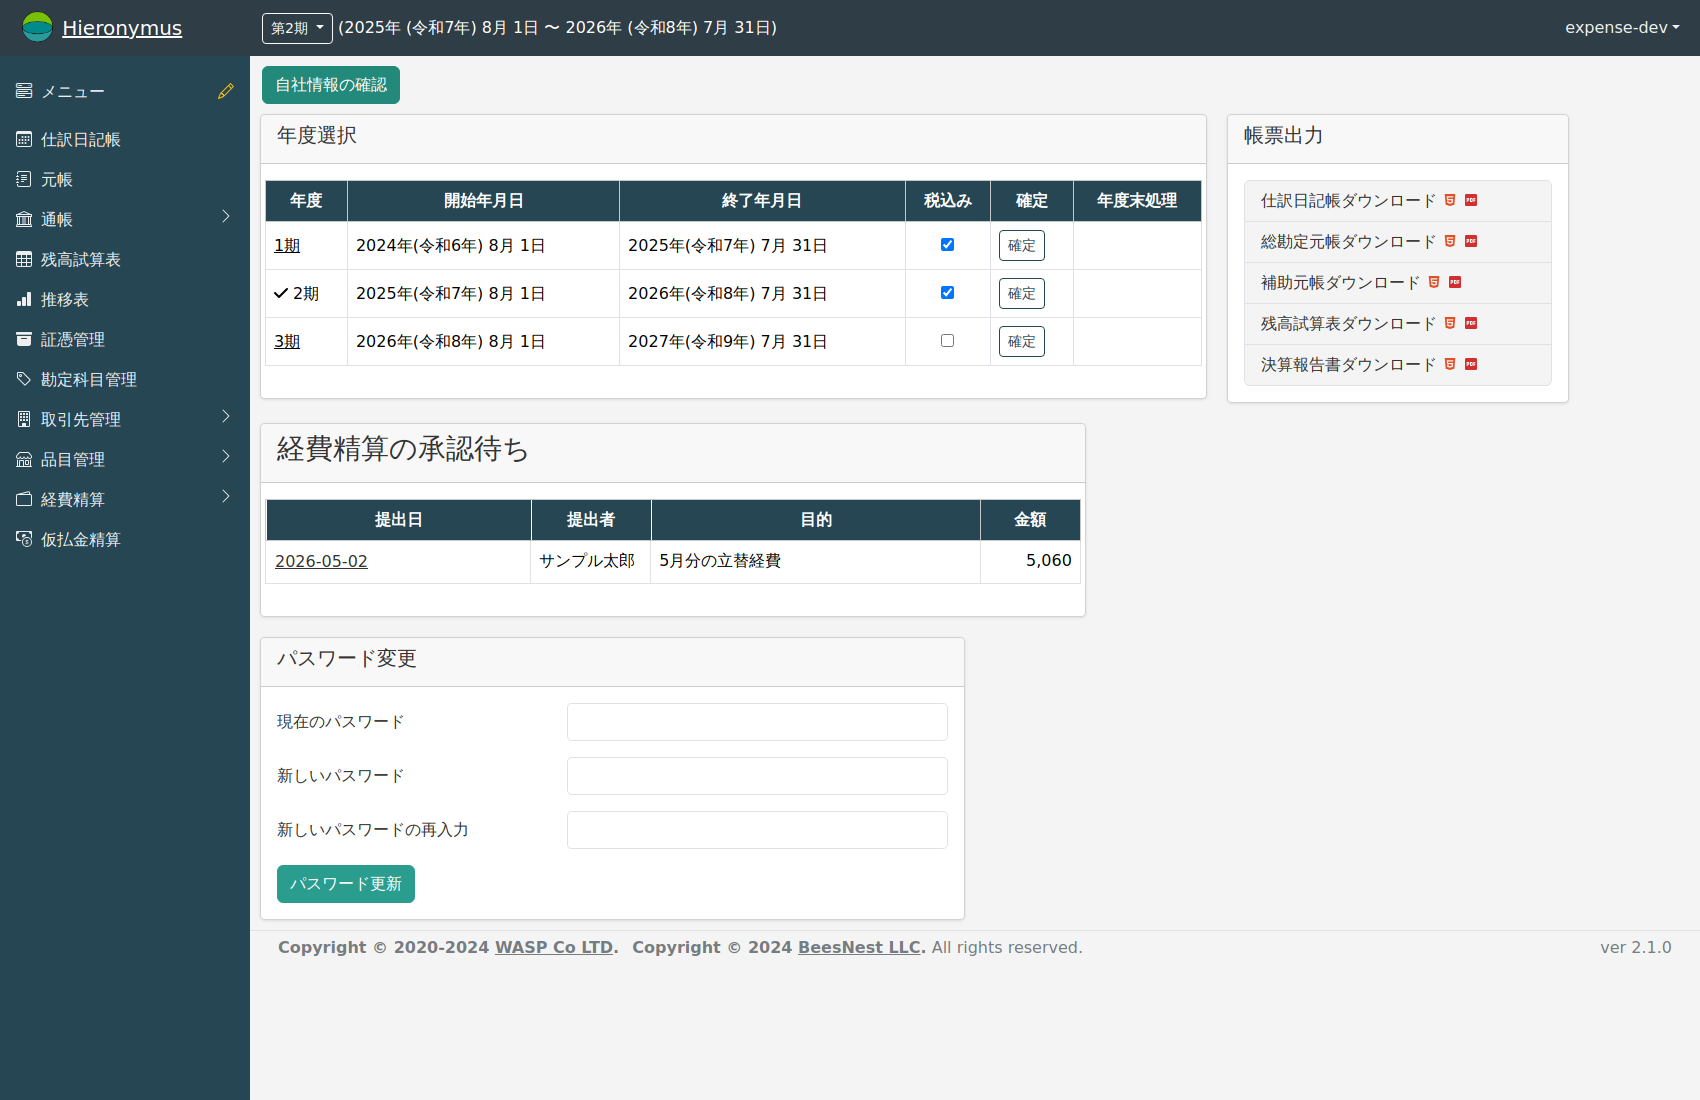 Hieronymus
第2期 (2025年 (令和7年) 8月 1日 〜 2026年 (令和8年) 7月 31日)
expense-dev
メニュー
仕訳日記帳
元帳
通帳
残高試算表
推移表
証憑管理
勘定科目管理
取引先管理
品目管理
経費精算
仮払金精算
自社情報の確認
年度選択
年度 開始年月日 終了年月日 税込み 確定 年度末処理
1期 2024年(令和6年) 8月 1日 2025年(令和7年) 7月 31日 確定
2期 2025年(令和7年) 8月 1日 2026年(令和8年) 7月 31日 確定
3期 2026年(令和8年) 8月 1日 2027年(令和9年) 7月 31日 確定
帳票出力
仕訳日記帳ダウンロード PDF
総勘定元帳ダウンロード PDF
補助元帳ダウンロード PDF
残高試算表ダウンロード PDF
決算報告書ダウンロード PDF
経費精算の承認待ち
提出日 提出者 目的 金額
2026-05-02 サンプル太郎 5月分の立替経費 5,060
パスワード変更
現在のパスワード
新しいパスワード
新しいパスワードの再入力
パスワード更新
Copyright © 2020-2024 WASP Co LTD. Copyright © 2024 BeesNest LLC. All rights reserved.
ver 2.1.0